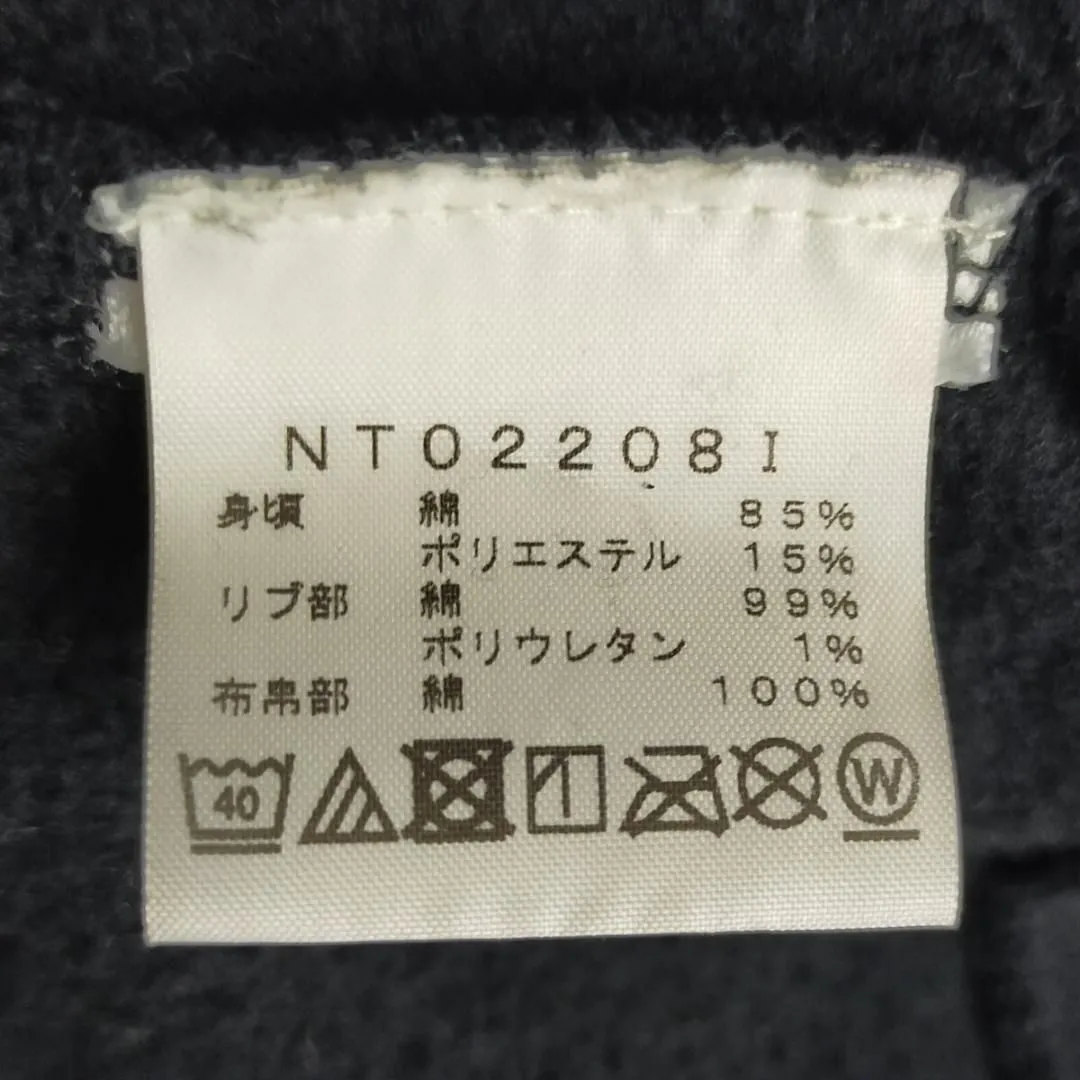 NT02208I
身頃 綿 85%
ポリエステル 15%
リブ部 綿 99%
ポリウレタン 1%
布帛部 綿 100%
40 W